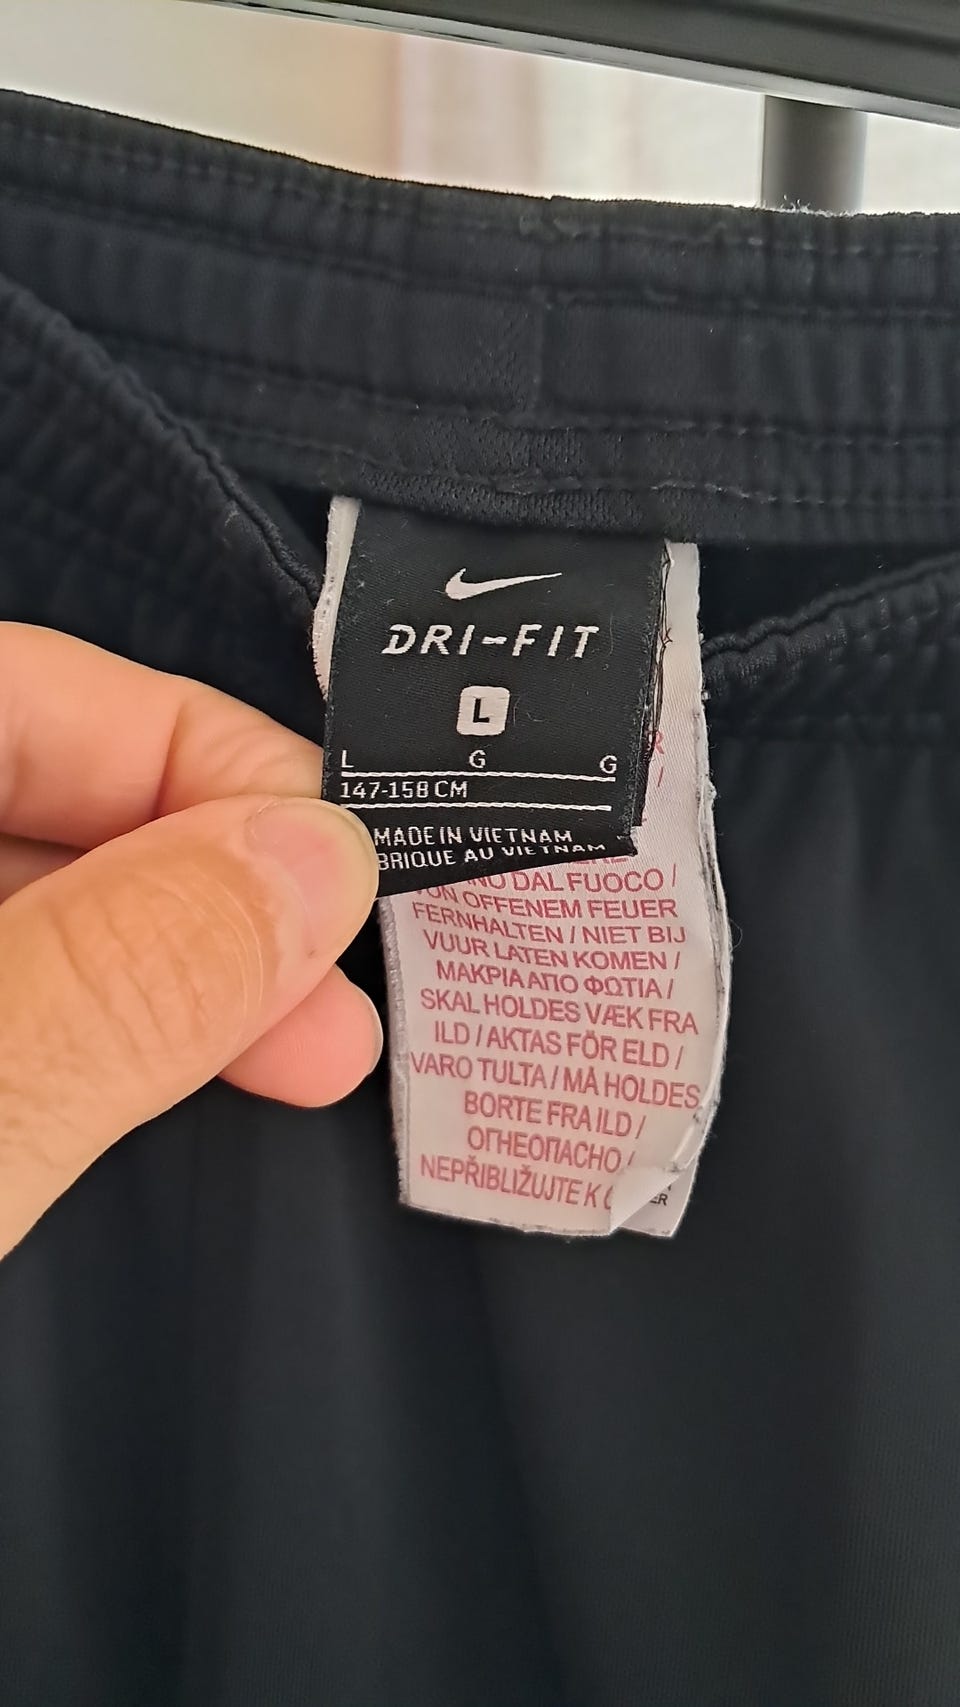 DRI-FIT
L
L G G
147-158 CM
MADE IN VIETNAM
BRIQUE AU VIETNAM
R
/
DAL FUOCO /
VON OFFENEM FEUER
FERNHALTEN / NIET BIJ
VUUR LATEN KOMEN /
ΜΑΚΡΙΑ ΑΠΟ ΦΩΤΙΑ /
SKAL HOLDES VÆK FRA
ILD / AKTAS FÖR ELD /
VARO TULTA / MÅ HOLDES
BORTE FRA ILD /
ОГНЕОПАСНО /
NEPŘIBLIŽUJTE K
ER